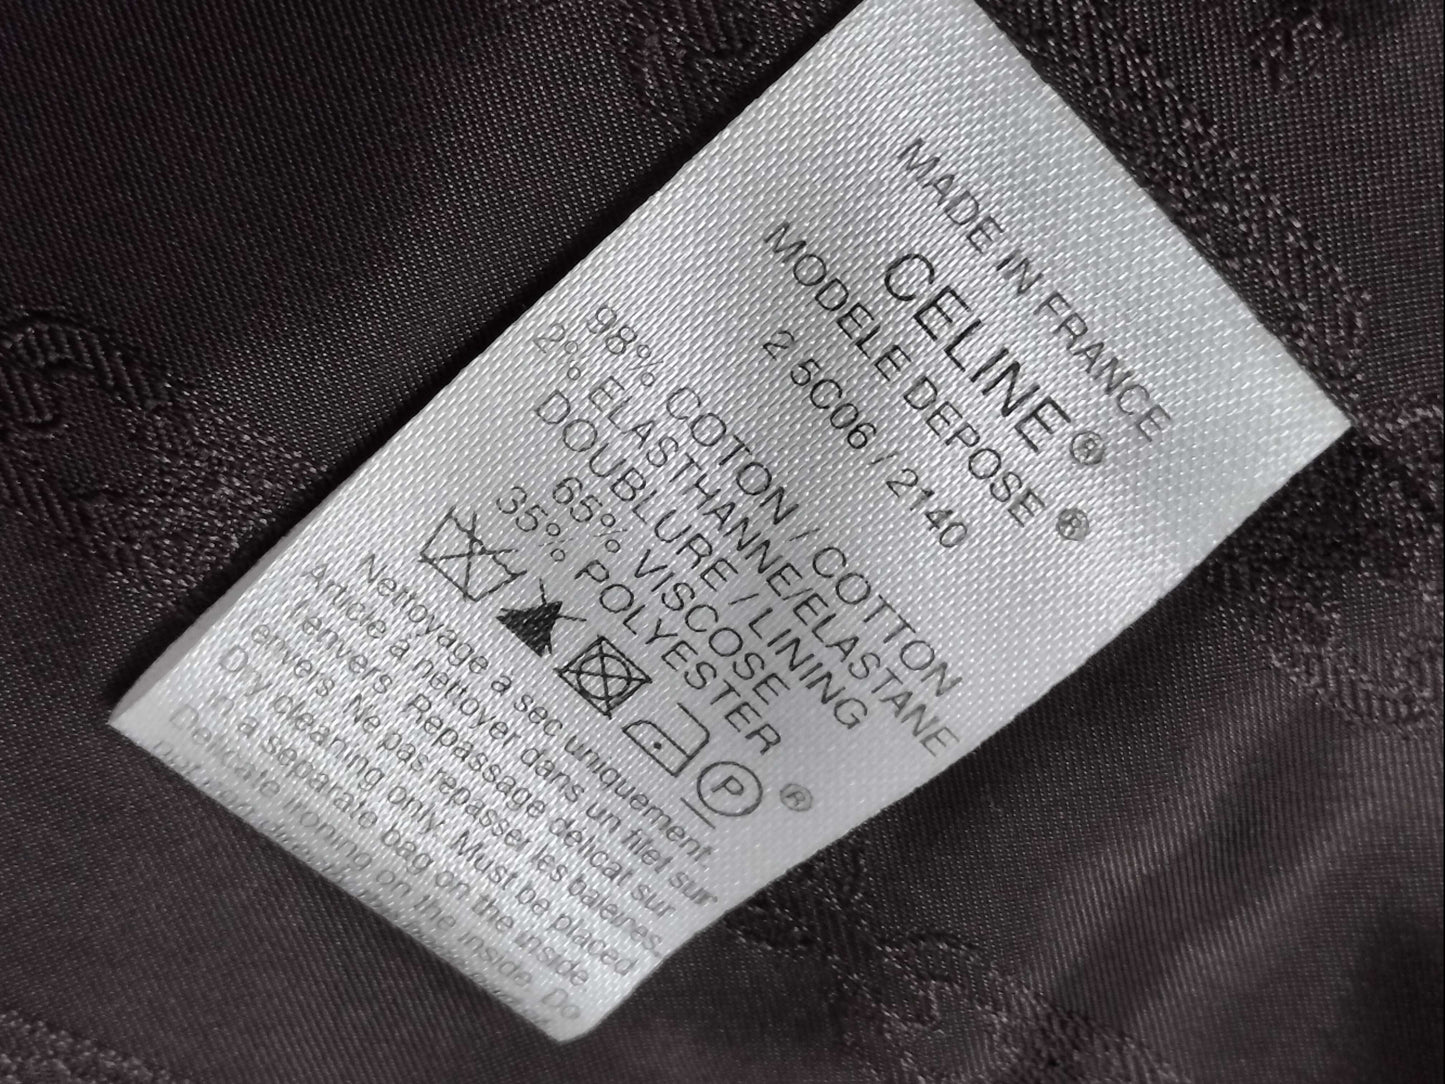 MADE IN FRANCE
CELINE ®
MODELE DEPOSE ®
2 5C06 / 2140
98% COTON / COTTON
2% ELASTHANNE/ELASTANE
DOUBLURE / LINING
65% VISCOSE
35% POLYESTER
P ®
Nettoyage à sec uniquement.
Article à nettoyer dans un filet sur
l'envers. Repassage délicat sur
envers. Ne pas repasser les baleines.
Dry cleaning only. Must be placed
in a separate bag on the inside
Delicate ironing on the inside. Do